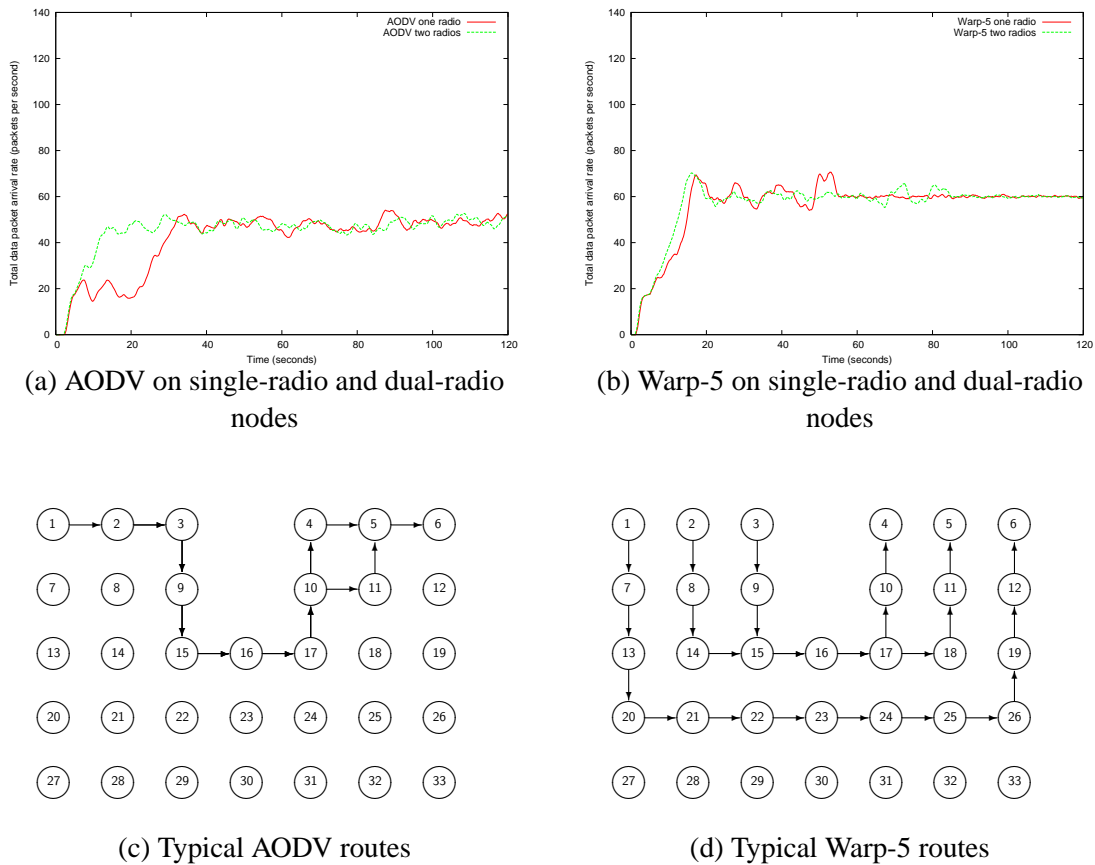 140
120
100
80
60
40
20
0
0 20 40 60 80 100 120
Total data packet arrival rate (packets per second)
Time (seconds)
AODV one radio
AODV two radios
(a) AODV on single-radio and dual-radio
nodes
140
120
100
80
60
40
20
0
0 20 40 60 80 100 120
Total data packet arrival rate (packets per second)
Time (seconds)
Warp-5 one radio
Warp-5 two radios
(b) Warp-5 on single-radio and dual-radio
nodes
1 2 3 4 5 6
7 8 9 10 11 12
13 14 15 16 17 18 19
20 21 22 23 24 25 26
27 28 29 30 31 32 33
(c) Typical AODV routes
1 2 3 4 5 6
7 8 9 10 11 12
13 14 15 16 17 18 19
20 21 22 23 24 25 26
27 28 29 30 31 32 33
(d) Typical Warp-5 routes